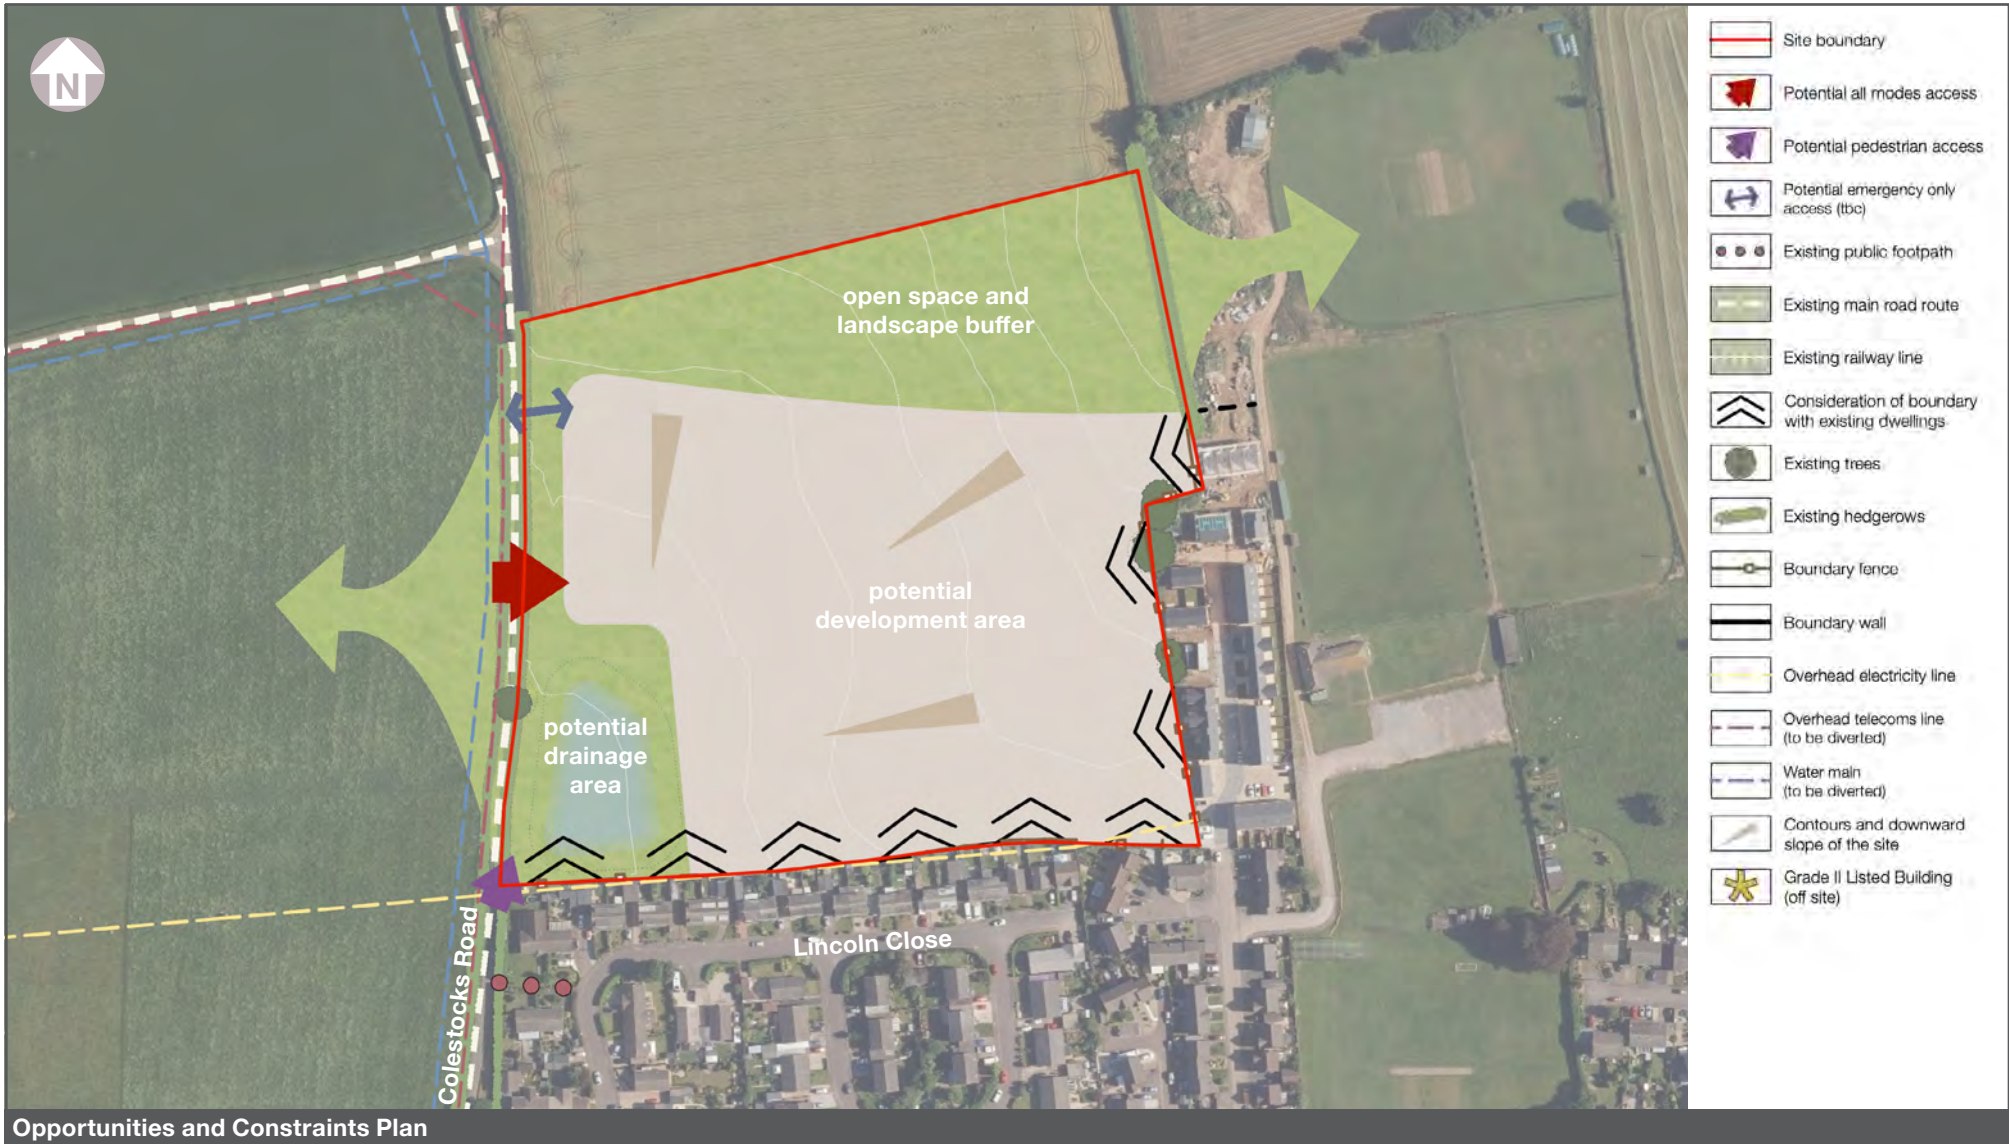 N
open space and
landscape buffer
potential
development area
potential
drainage
area
Lincoln Close
Colestocks Road
Site boundary
Potential all modes access
Potential pedestrian access
Potential emergency only
access (tbc)
Existing public footpath
Existing main road route
Existing railway line
Consideration of boundary
with existing dwellings
Existing trees
Existing hedgerows
Boundary fence
Boundary wall
Overhead electricity line
Overhead telecoms line
(to be diverted)
Water main
(to be diverted)
Contours and downward
slope of the site
Grade II Listed Building
(off site)
Opportunities and Constraints Plan